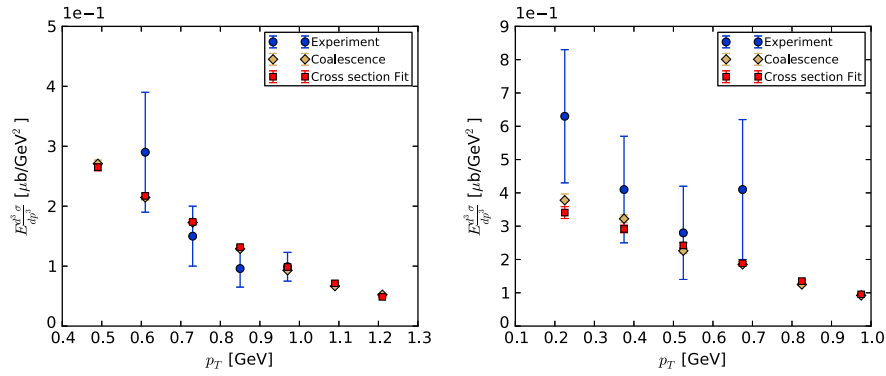 1e−1
5
4
3
2
1
0
0.4 0.5 0.6 0.7 0.8 0.9 1.0 1.1 1.2 1.3
p_T [GeV]
E d³σ/dp³ [μb/GeV²]
Experiment
Coalescence
Cross section Fit
1e−1
9
8
7
6
5
4
3
2
1
0
0.1 0.2 0.3 0.4 0.5 0.6 0.7 0.8 0.9 1.0
p_T [GeV]
E d³σ/dp³ [μb/GeV²]
Experiment
Coalescence
Cross section Fit